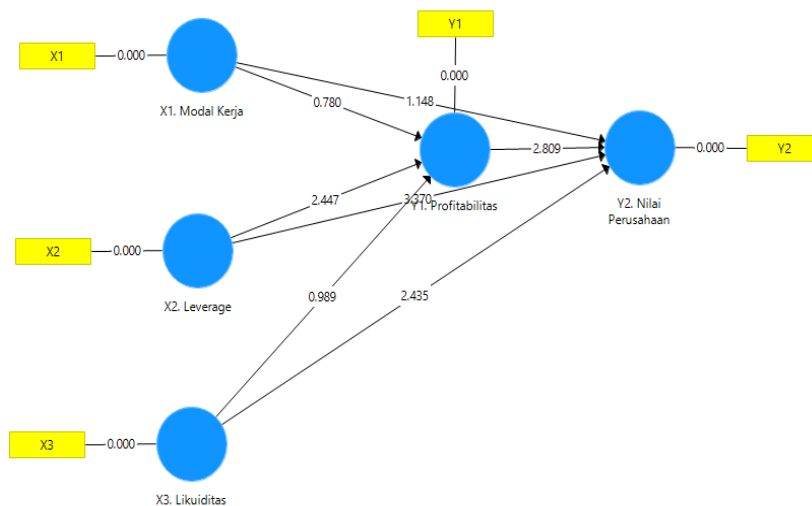 Y1
X1
0.000
0.000
X1. Modal Kerja
0.780
1.148
2.809
0.000
Y2
2.447
3.370
Y1. Profitabilitas
Y2. Nilai
Perusahaan
X2
0.000
X2. Leverage
0.989
2.435
X3
0.000
X3. Likuiditas